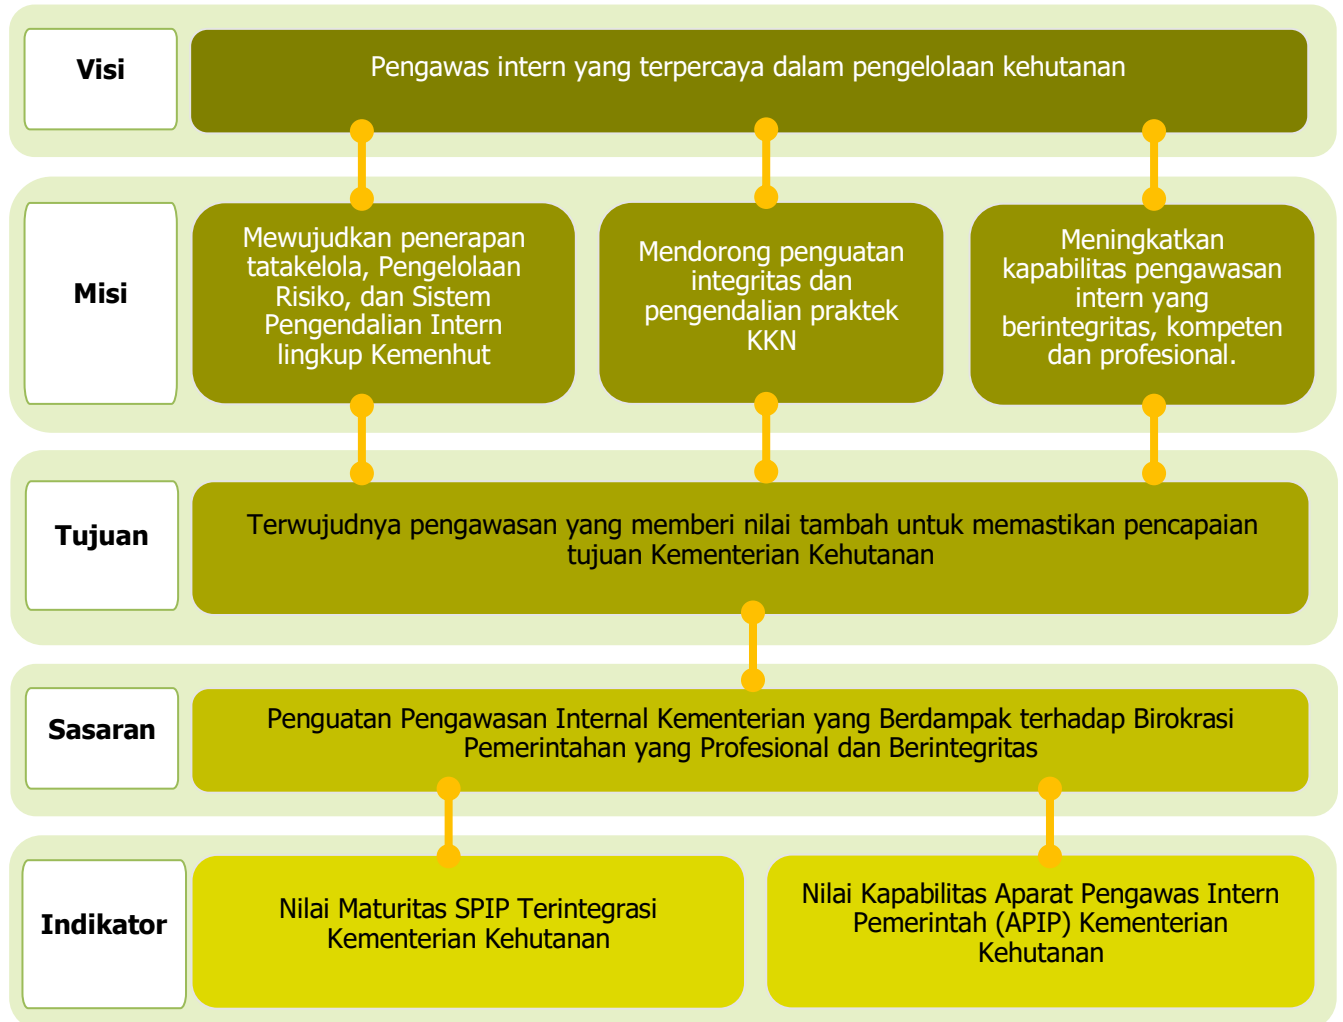 Visi
Pengawas intern yang terpercaya dalam pengelolaan kehutanan
Misi
Mewujudkan penerapan
tatakelola, Pengelolaan
Risiko, dan Sistem
Pengendalian Intern
lingkup Kemenhut
Mendorong penguatan
integritas dan
pengendalian praktek
KKN
Meningkatkan
kapabilitas pengawasan
intern yang
berintegritas, kompeten
dan profesional.
Tujuan
Terwujudnya pengawasan yang memberi nilai tambah untuk memastikan pencapaian
tujuan Kementerian Kehutanan
Sasaran
Penguatan Pengawasan Internal Kementerian yang Berdampak terhadap Birokrasi
Pemerintahan yang Profesional dan Berintegritas
Indikator
Nilai Maturitas SPIP Terintegrasi
Kementerian Kehutanan
Nilai Kapabilitas Aparat Pengawas Intern
Pemerintah (APIP) Kementerian
Kehutanan